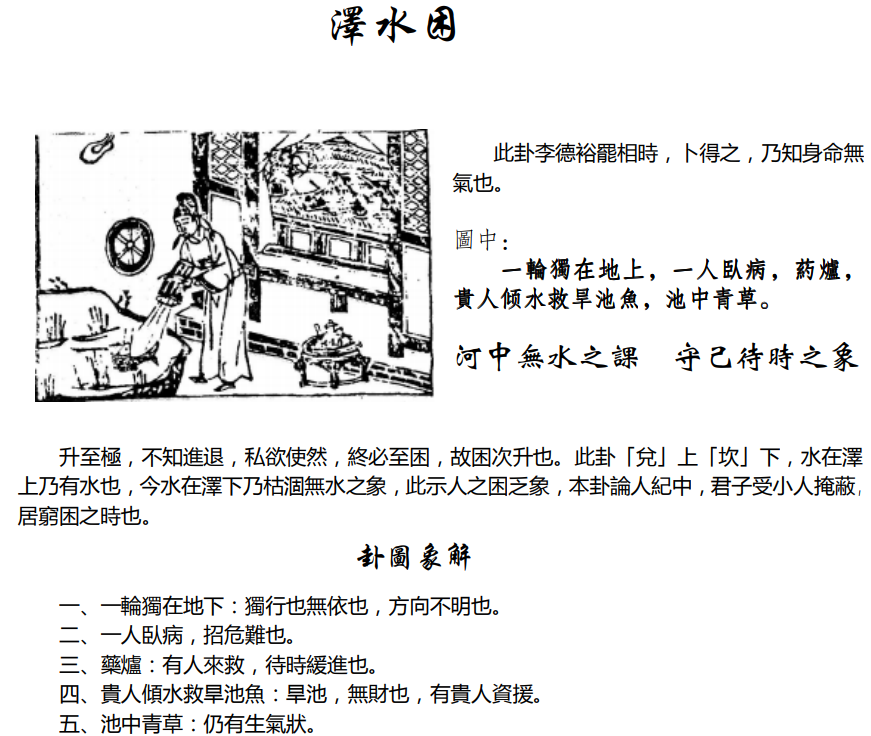 澤水困
此卦李德裕罷相時，卜得之，乃知身命無
氣也。
圖中：
一輪獨在地上，一人臥病，药爐，
貴人傾水救旱池魚，池中青草。
河中無水之課　守己待時之象
升至極，不知進退，私欲使然，終必至困，故困次升也。此卦「兌」上「坎」下，水在澤
上乃有水也，今水在澤下乃枯涸無水之象，此示人之困乏象，本卦論人紀中，君子受小人掩蔽，
居窮困之時也。
卦圖象解
一、一輪獨在地下：獨行也無依也，方向不明也。
二、一人臥病，招危難也。
三、藥爐：有人來救，待時緩進也。
四、貴人傾水救旱池魚：旱池，無財也，有貴人資援。
五、池中青草：仍有生氣狀。